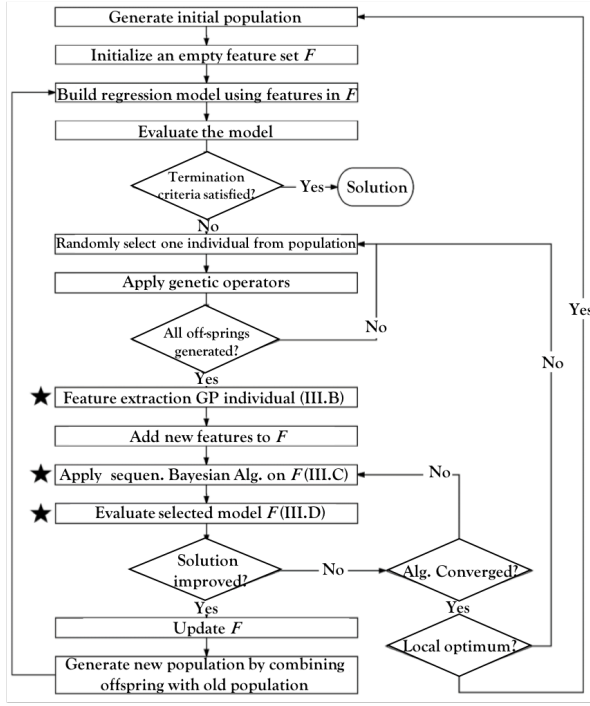 Generate initial population
Initialize an empty feature set F
Build regression model using features in F
Evaluate the model
Termination
criteria satisfied?
Yes
Solution
No
Randomly select one individual from population
Apply genetic operators
All off-springs
generated?
No
Yes
Feature extraction GP individual (III.B)
Add new features to F
Apply sequen. Bayesian Alg. on F(III.C)
No
Evaluate selected model F(III.D)
Solution
improved?
No
Alg. Converged?
Yes
Yes
Update F
Local optimum?
Generate new population by combining
offspring with old population
No
Yes